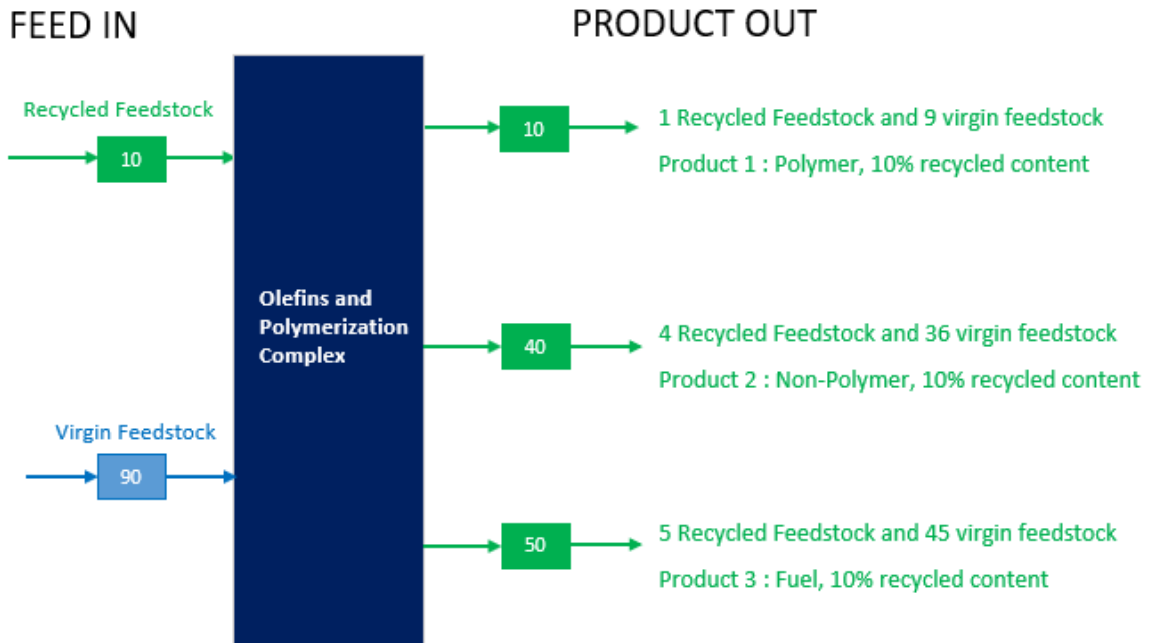 FEED IN
PRODUCT OUT
Recycled Feedstock
10
10
1 Recycled Feedstock and 9 virgin feedstock
Product 1 : Polymer, 10% recycled content
Olefins and
Polymerization
Complex
40
4 Recycled Feedstock and 36 virgin feedstock
Product 2 : Non-Polymer, 10% recycled content
Virgin Feedstock
90
50
5 Recycled Feedstock and 45 virgin feedstock
Product 3 : Fuel, 10% recycled content